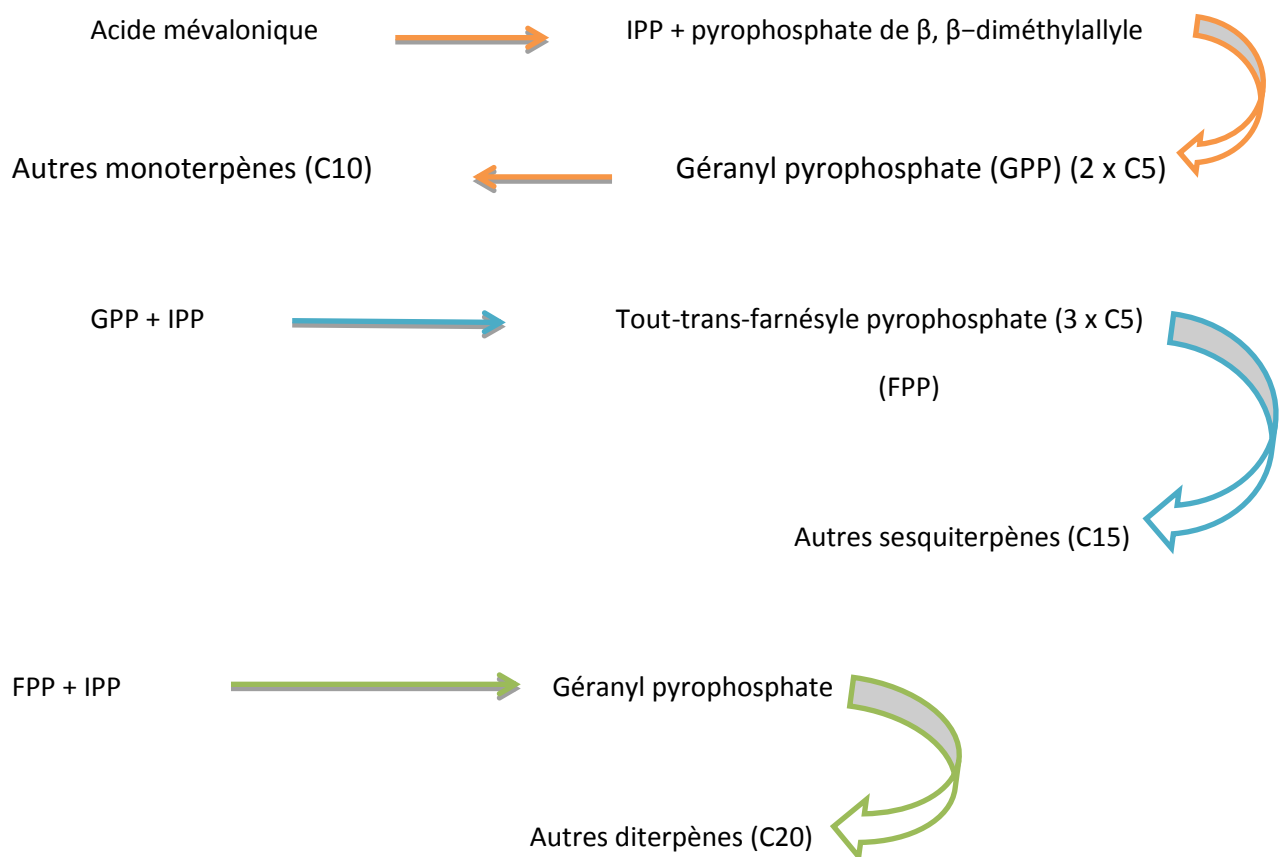 Acide mévalonique
IPP + pyrophosphate de β, β−diméthylallyle
Autres monoterpènes (C10)
Géranyl pyrophosphate (GPP) (2 x C5)
GPP + IPP
Tout-trans-farnésyle pyrophosphate (3 x C5)
(FPP)
Autres sesquiterpènes (C15)
FPP + IPP
Géranyl pyrophosphate
Autres diterpènes (C20)